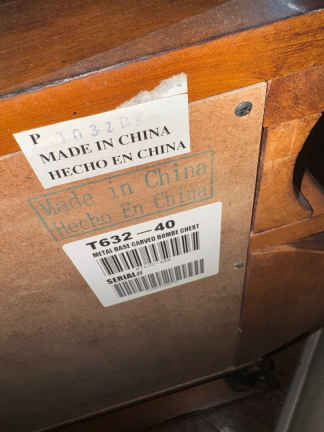 P
MADE IN CHINA
HECHO EN CHINA
Made in China
Hecho En China
T632-40
METAL BASE CARVED BOMBE CHEST
SERIAL#